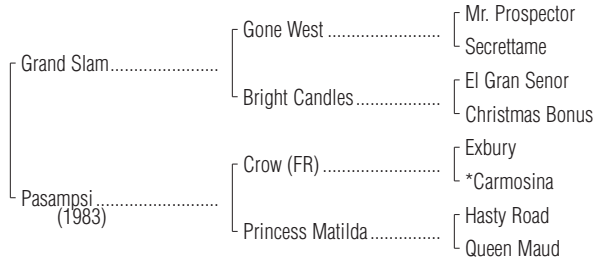 Mr. Prospector
Gone West
Secrettame
Grand Slam
El Gran Senor
Bright Candles
Christmas Bonus
Exbury
Crow (FR)
*Carmosina
Pasampsi
(1983)
Hasty Road
Princess Matilda
Queen Maud